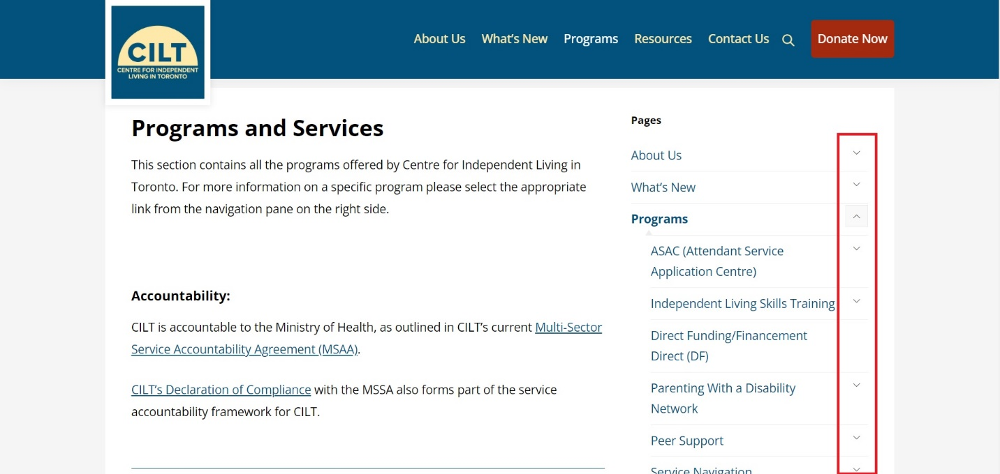 CILT
CENTRE FOR INDEPENDENT
LIVING IN TORONTO
About Us What's New Programs Resources Contact Us Donate Now
Programs and Services
This section contains all the programs offered by Centre for Independent Living in
Toronto. For more information on a specific program please select the appropriate
link from the navigation pane on the right side.
Accountability:
CILT is accountable to the Ministry of Health, as outlined in CILT's current Multi-Sector
Service Accountability Agreement (MSAA).
CILT's Declaration of Compliance with the MSSA also forms part of the service
accountability framework for CILT.
Pages
About Us
What's New
Programs
ASAC (Attendant Service
Application Centre)
Independent Living Skills Training
Direct Funding/Financement
Direct (DF)
Parenting With a Disability
Network
Peer Support
Service Navigation